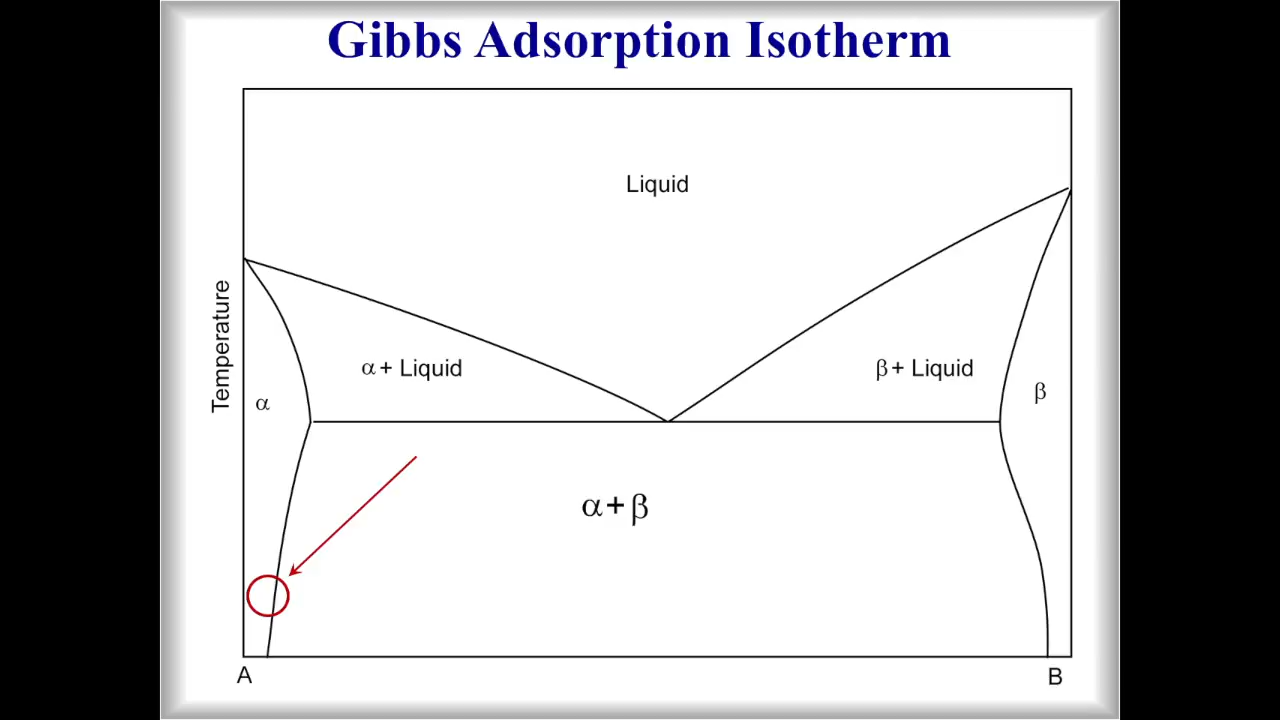 Gibbs Adsorption Isotherm
Liquid
Temperature
α + Liquid
β + Liquid
α
β
α + β
A
B